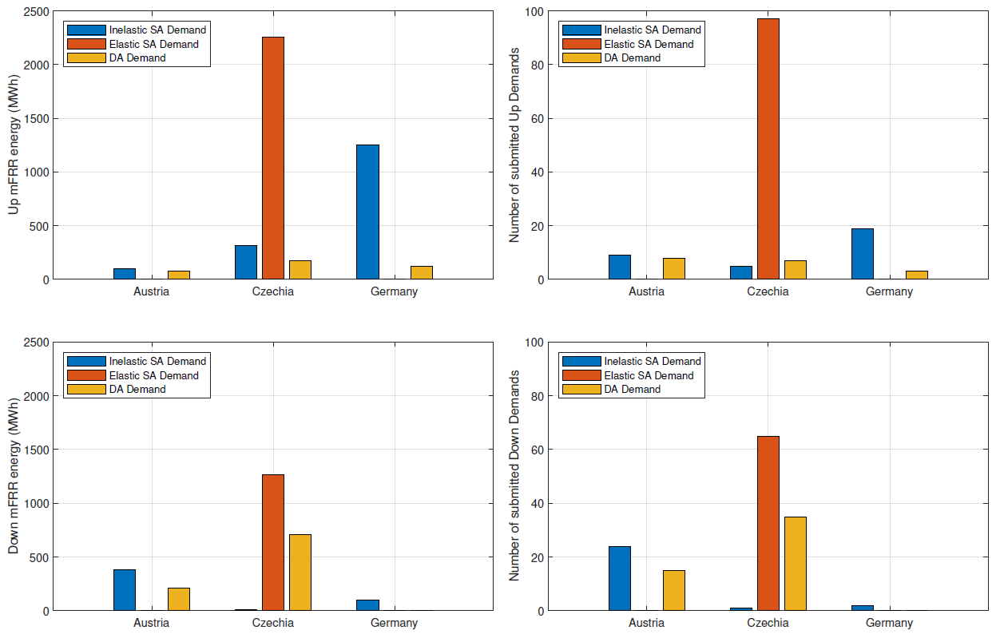 2500
2000
1500
1000
500
0
Up mFRR energy (MWh)
Inelastic SA Demand
Elastic SA Demand
DA Demand
Austria
Czechia
Germany
100
80
60
40
20
0
Number of submitted Up Demands
Inelastic SA Demand
Elastic SA Demand
DA Demand
Austria
Czechia
Germany
2500
2000
1500
1000
500
0
Down mFRR energy (MWh)
Inelastic SA Demand
Elastic SA Demand
DA Demand
Austria
Czechia
Germany
100
80
60
40
20
0
Number of submitted Down Demands
Inelastic SA Demand
Elastic SA Demand
DA Demand
Austria
Czechia
Germany